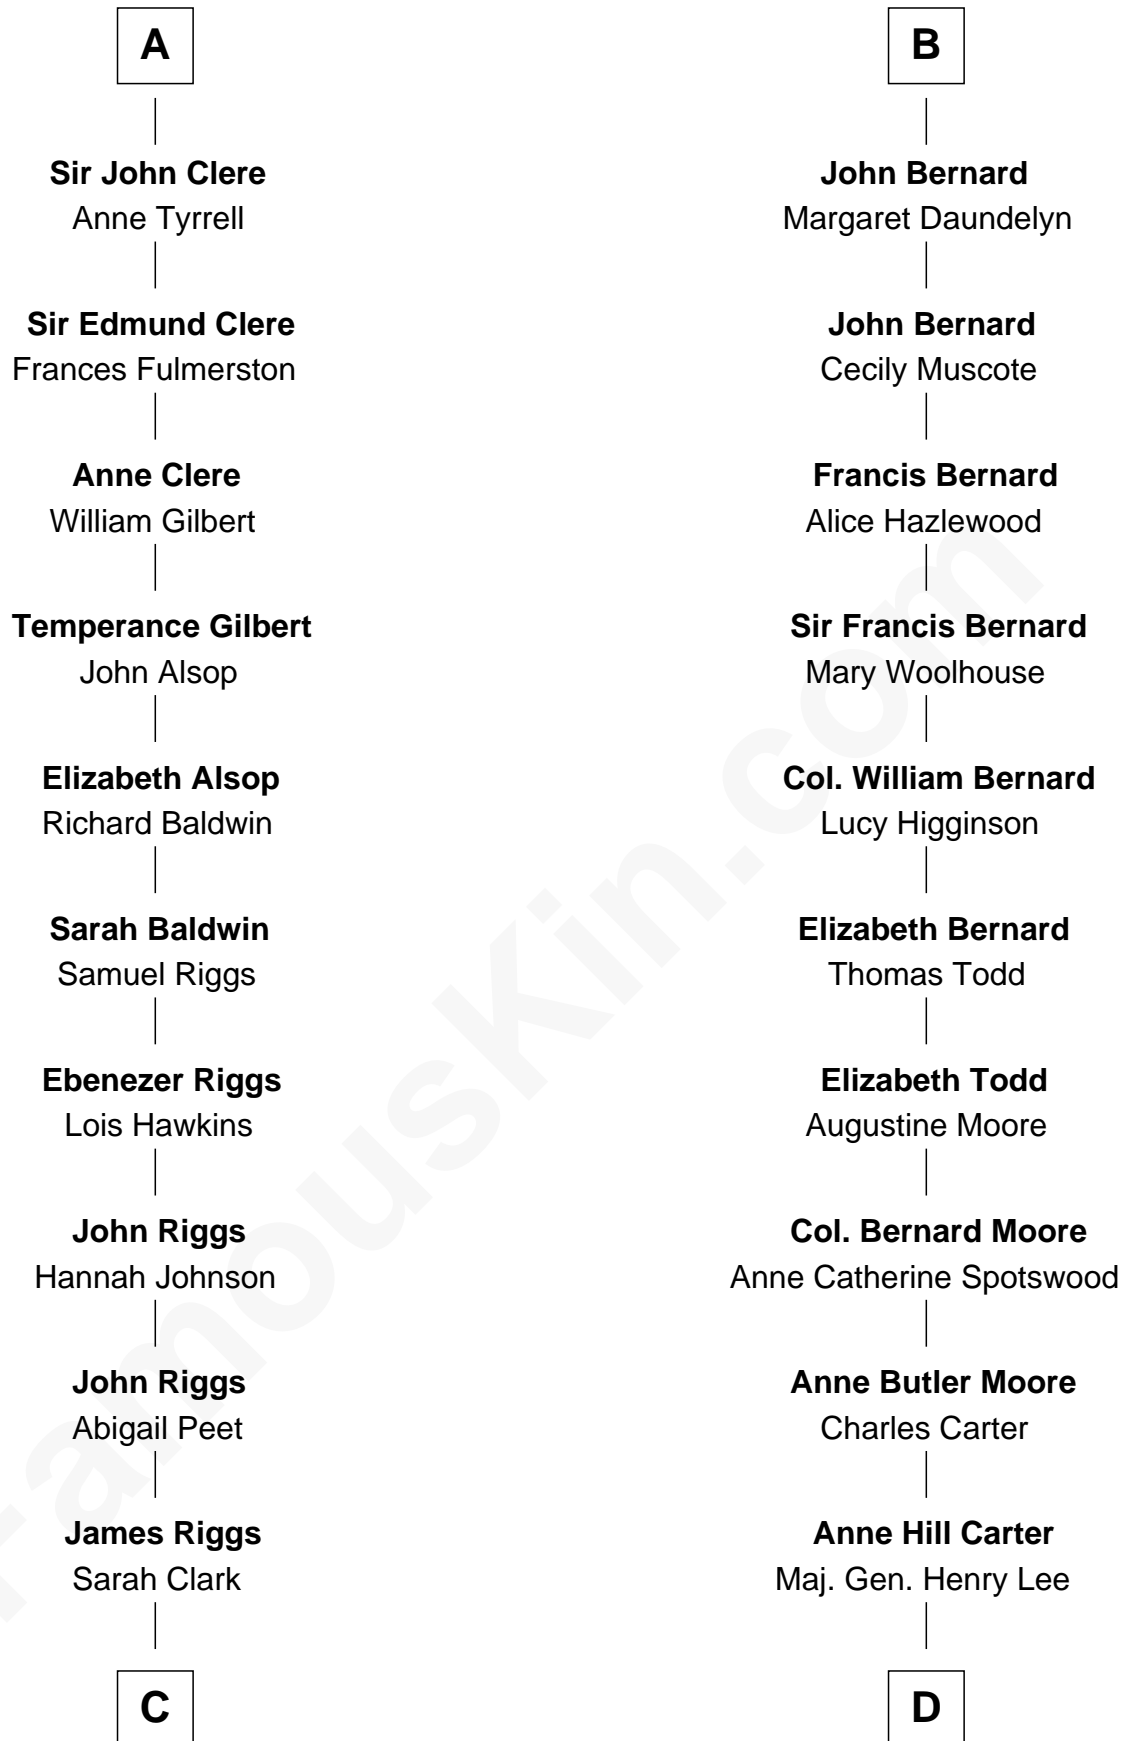 A
Sir John Clere
Anne Tyrrell
Sir Edmund Clere
Frances Fulmerston
Anne Clere
William Gilbert
Temperance Gilbert
John Alsop
Elizabeth Alsop
Richard Baldwin
Sarah Baldwin
Samuel Riggs
Ebenezer Riggs
Lois Hawkins
John Riggs
Hannah Johnson
John Riggs
Abigail Peet
James Riggs
Sarah Clark
C
B
John Bernard
Margaret Daundelyn
John Bernard
Cecily Muscote
Francis Bernard
Alice Hazlewood
Sir Francis Bernard
Mary Woolhouse
Col. William Bernard
Lucy Higginson
Elizabeth Bernard
Thomas Todd
Elizabeth Todd
Augustine Moore
Col. Bernard Moore
Anne Catherine Spotswood
Anne Butler Moore
Charles Carter
Anne Hill Carter
Maj. Gen. Henry Lee
D
FamousKin.com